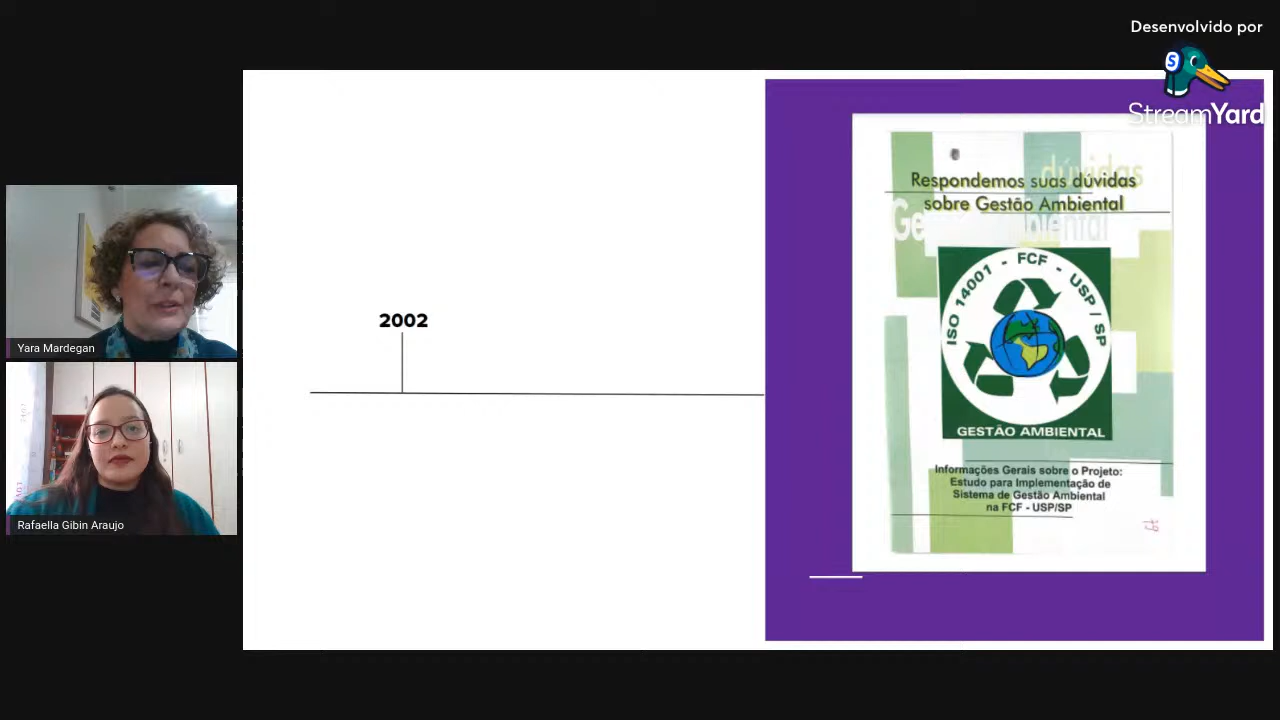 Desenvolvido por
StreamYard
Yara Mardegan
Rafaella Gibin Araujo
2002
dúvidas
Respondemos suas dúvidas
sobre Gestão Ambiental
ISO 14001 - FCF - USP / SP
GESTÃO AMBIENTAL
Informações Gerais sobre o Projeto:
Estudo para Implementação de
Sistema de Gestão Ambiental
na FCF - USP/SP